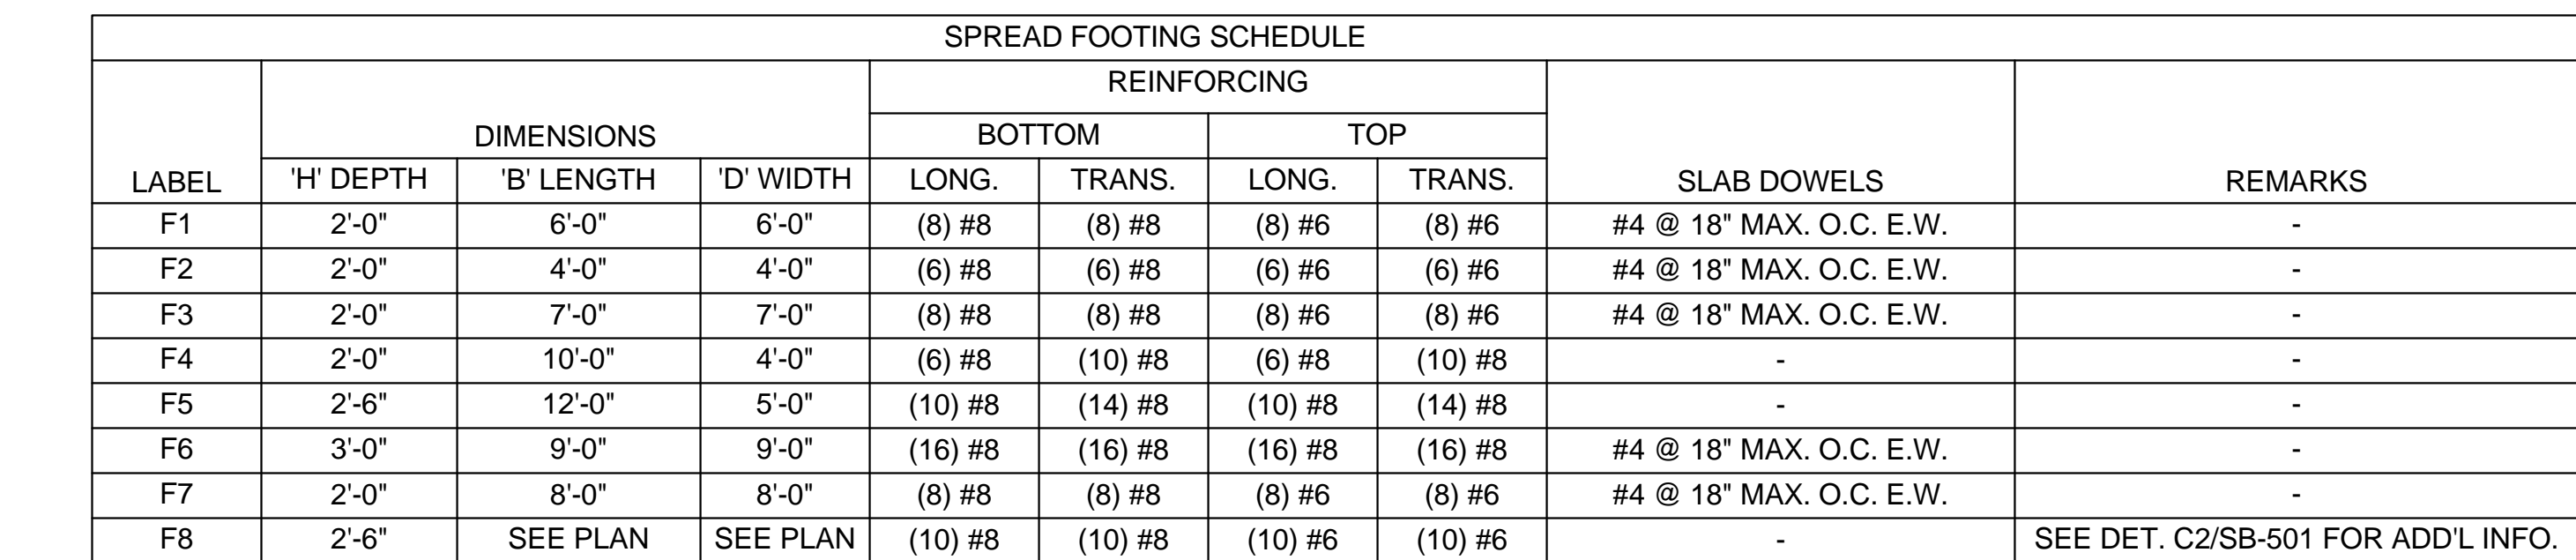 SPREAD FOOTING SCHEDULE
REINFORCING
DIMENSIONS BOTTOM TOP
LABEL 'H' DEPTH 'B' LENGTH 'D' WIDTH LONG. TRANS. LONG. TRANS. SLAB DOWELS REMARKS
F1 2'-0" 6'-0" 6'-0" (8) #8 (8) #8 (8) #6 (8) #6 #4 @ 18" MAX. O.C. E.W. -
F2 2'-0" 4'-0" 4'-0" (6) #8 (6) #8 (6) #6 (6) #6 #4 @ 18" MAX. O.C. E.W. -
F3 2'-0" 7'-0" 7'-0" (8) #8 (8) #8 (8) #6 (8) #6 #4 @ 18" MAX. O.C. E.W. -
F4 2'-0" 10'-0" 4'-0" (6) #8 (10) #8 (6) #8 (10) #8 - -
F5 2'-6" 12'-0" 5'-0" (10) #8 (14) #8 (10) #8 (14) #8 - -
F6 3'-0" 9'-0" 9'-0" (16) #8 (16) #8 (16) #8 (16) #8 #4 @ 18" MAX. O.C. E.W. -
F7 2'-0" 8'-0" 8'-0" (8) #8 (8) #8 (8) #6 (8) #6 #4 @ 18" MAX. O.C. E.W. -
F8 2'-6" SEE PLAN SEE PLAN (10) #8 (10) #8 (10) #6 (10) #6 - SEE DET. C2/SB-501 FOR ADD'L INFO.